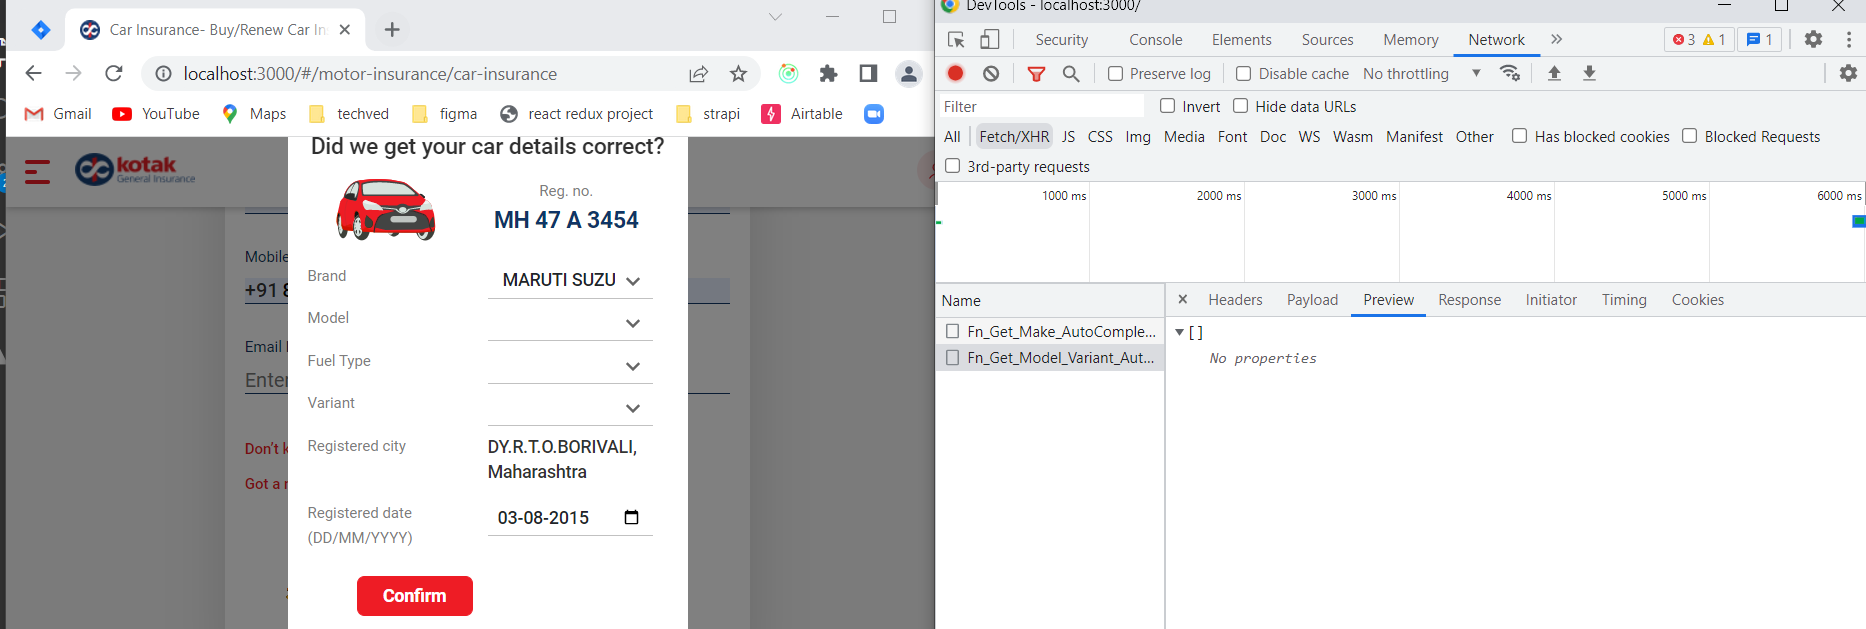 Car Insurance- Buy/Renew Car In
localhost:3000/#/motor-insurance/car-insurance
Gmail YouTube Maps techved figma react redux project strapi Airtable
kotak
General Insurance
Did we get your car details correct?
Reg. no.
MH 47 A 3454
Mobile
+91 8
Brand MARUTI SUZU
Model
Fuel Type
Variant
Email
Enter
Registered city DY.R.T.O.BORIVALI,
Maharashtra
Don't k
Got a r
Registered date
(DD/MM/YYYY)
03-08-2015
Confirm
DevTools - localhost:3000/
Security Console Elements Sources Memory Network » 3 1 1
Preserve log Disable cache No throttling
Filter Invert Hide data URLs
All Fetch/XHR JS CSS Img Media Font Doc WS Wasm Manifest Other Has blocked cookies Blocked Requests
3rd-party requests
1000 ms 2000 ms 3000 ms 4000 ms 5000 ms 6000 ms
Name × Headers Payload Preview Response Initiator Timing Cookies
Fn_Get_Make_AutoComple...
Fn_Get_Model_Variant_Aut...
[]
No properties